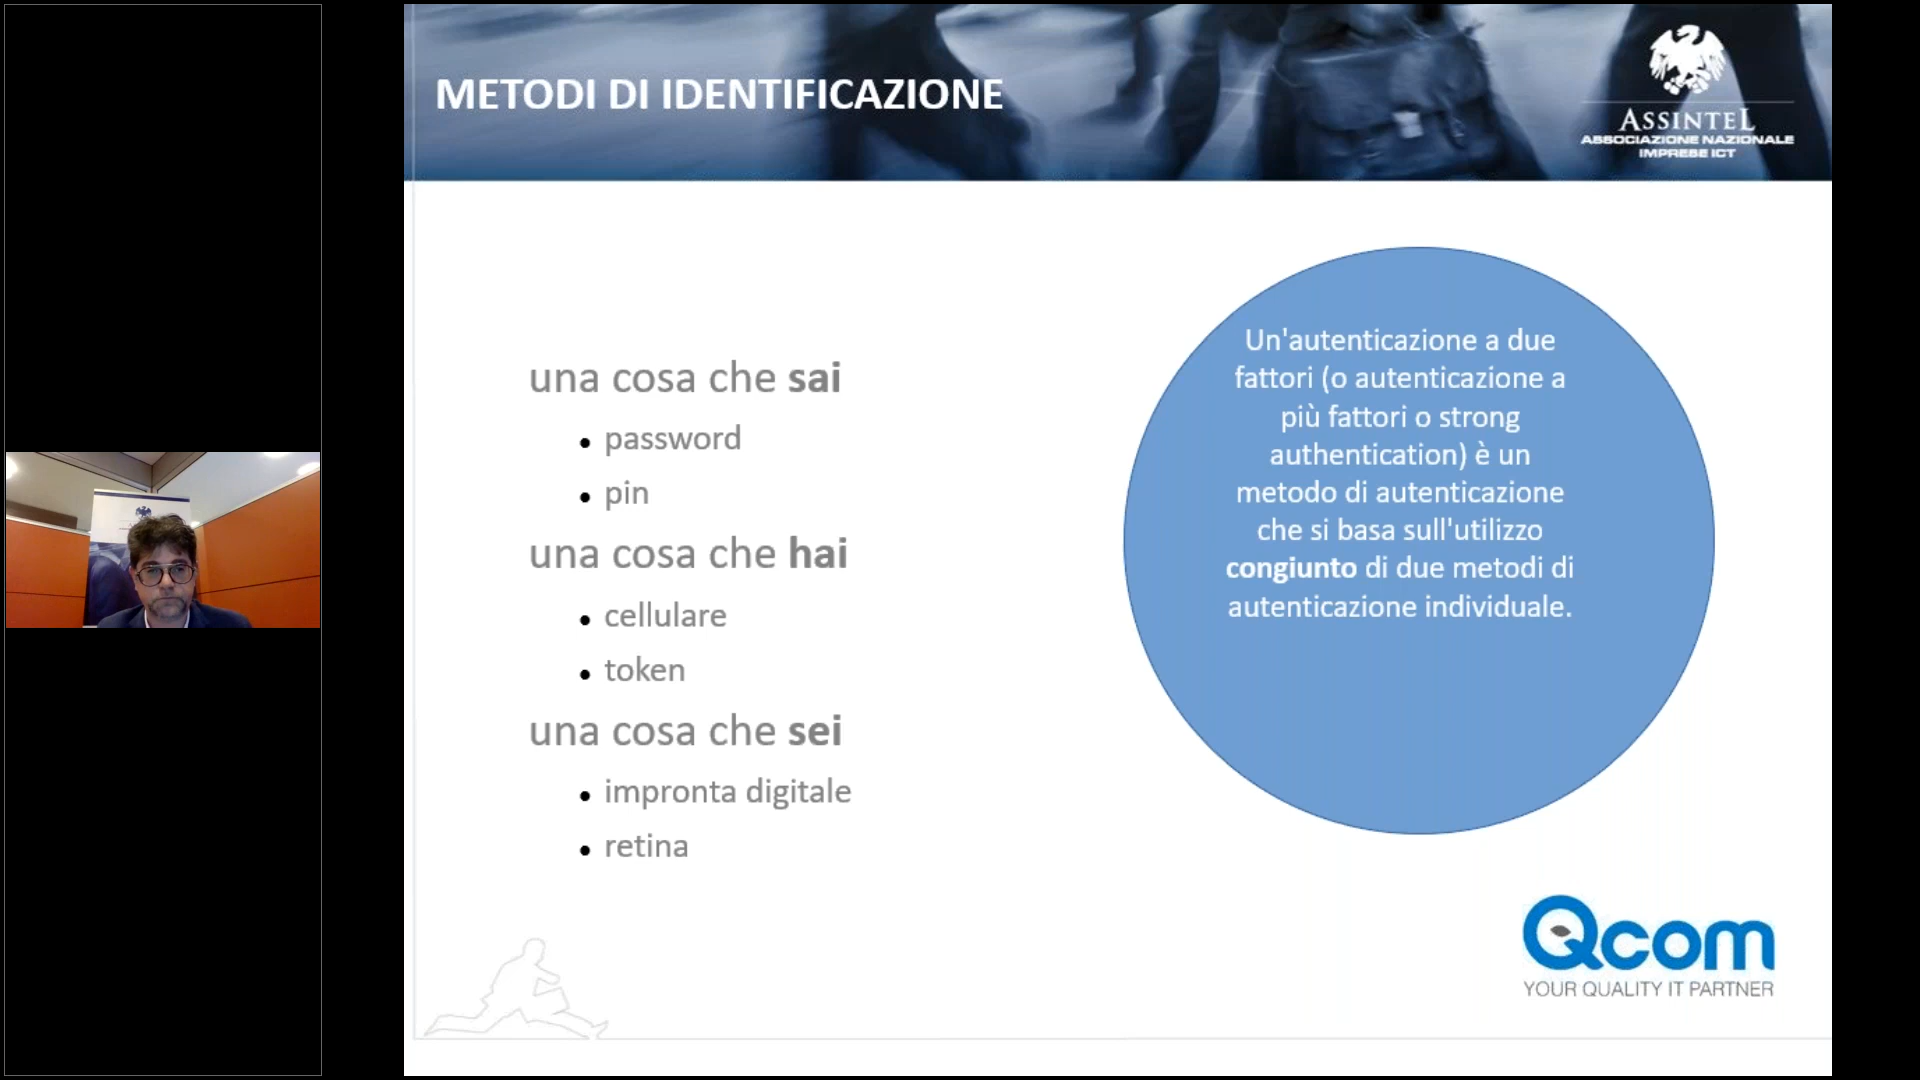 METODI DI IDENTIFICAZIONE
ASSINTEL
ASSOCIAZIONE NAZIONALE
IMPRESE ICT
una cosa che sai
• password
• pin
una cosa che hai
• cellulare
• token
una cosa che sei
• impronta digitale
• retina
Un'autenticazione a due
fattori (o autenticazione a
più fattori o strong
authentication) è un
metodo di autenticazione
che si basa sull'utilizzo
congiunto di due metodi di
autenticazione individuale.
Qcom
YOUR QUALITY IT PARTNER